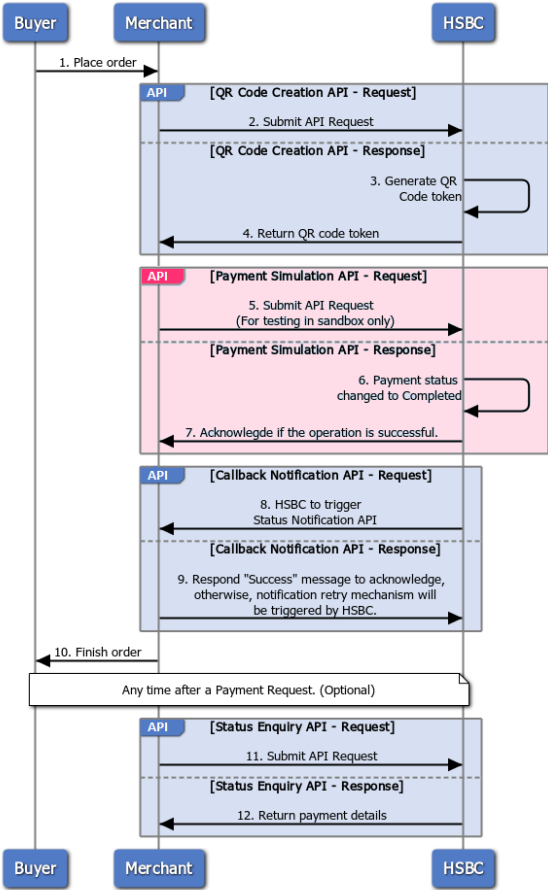 Buyer Merchant HSBC
1. Place order
API [QR Code Creation API - Request]
2. Submit API Request
[QR Code Creation API - Response]
3. Generate QR
Code token
4. Return QR code token
API [Payment Simulation API - Request]
5. Submit API Request
(For testing in sandbox only)
[Payment Simulation API - Response]
6. Payment status
changed to Completed
7. Acknowlegde if the operation is successful.
API [Callback Notification API - Request]
8. HSBC to trigger
Status Notification API
[Callback Notification API - Response]
9. Respond "Success" message to acknowledge,
otherwise, notification retry mechanism will
be triggered by HSBC.
10. Finish order
Any time after a Payment Request. (Optional)
API [Status Enquiry API - Request]
11. Submit API Request
[Status Enquiry API - Response]
12. Return payment details
Buyer Merchant HSBC